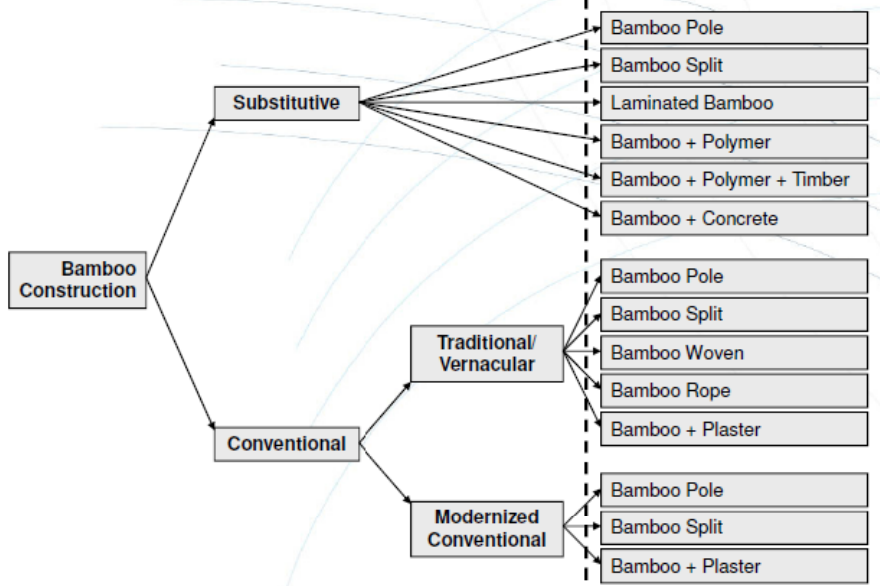 Bamboo Pole
Bamboo Split
Substitutive
Laminated Bamboo
Bamboo + Polymer
Bamboo + Polymer + Timber
Bamboo + Concrete
Bamboo
Construction
Bamboo Pole
Bamboo Split
Traditional/
Vernacular
Bamboo Woven
Bamboo Rope
Bamboo + Plaster
Conventional
Bamboo Pole
Modernized
Conventional
Bamboo Split
Bamboo + Plaster